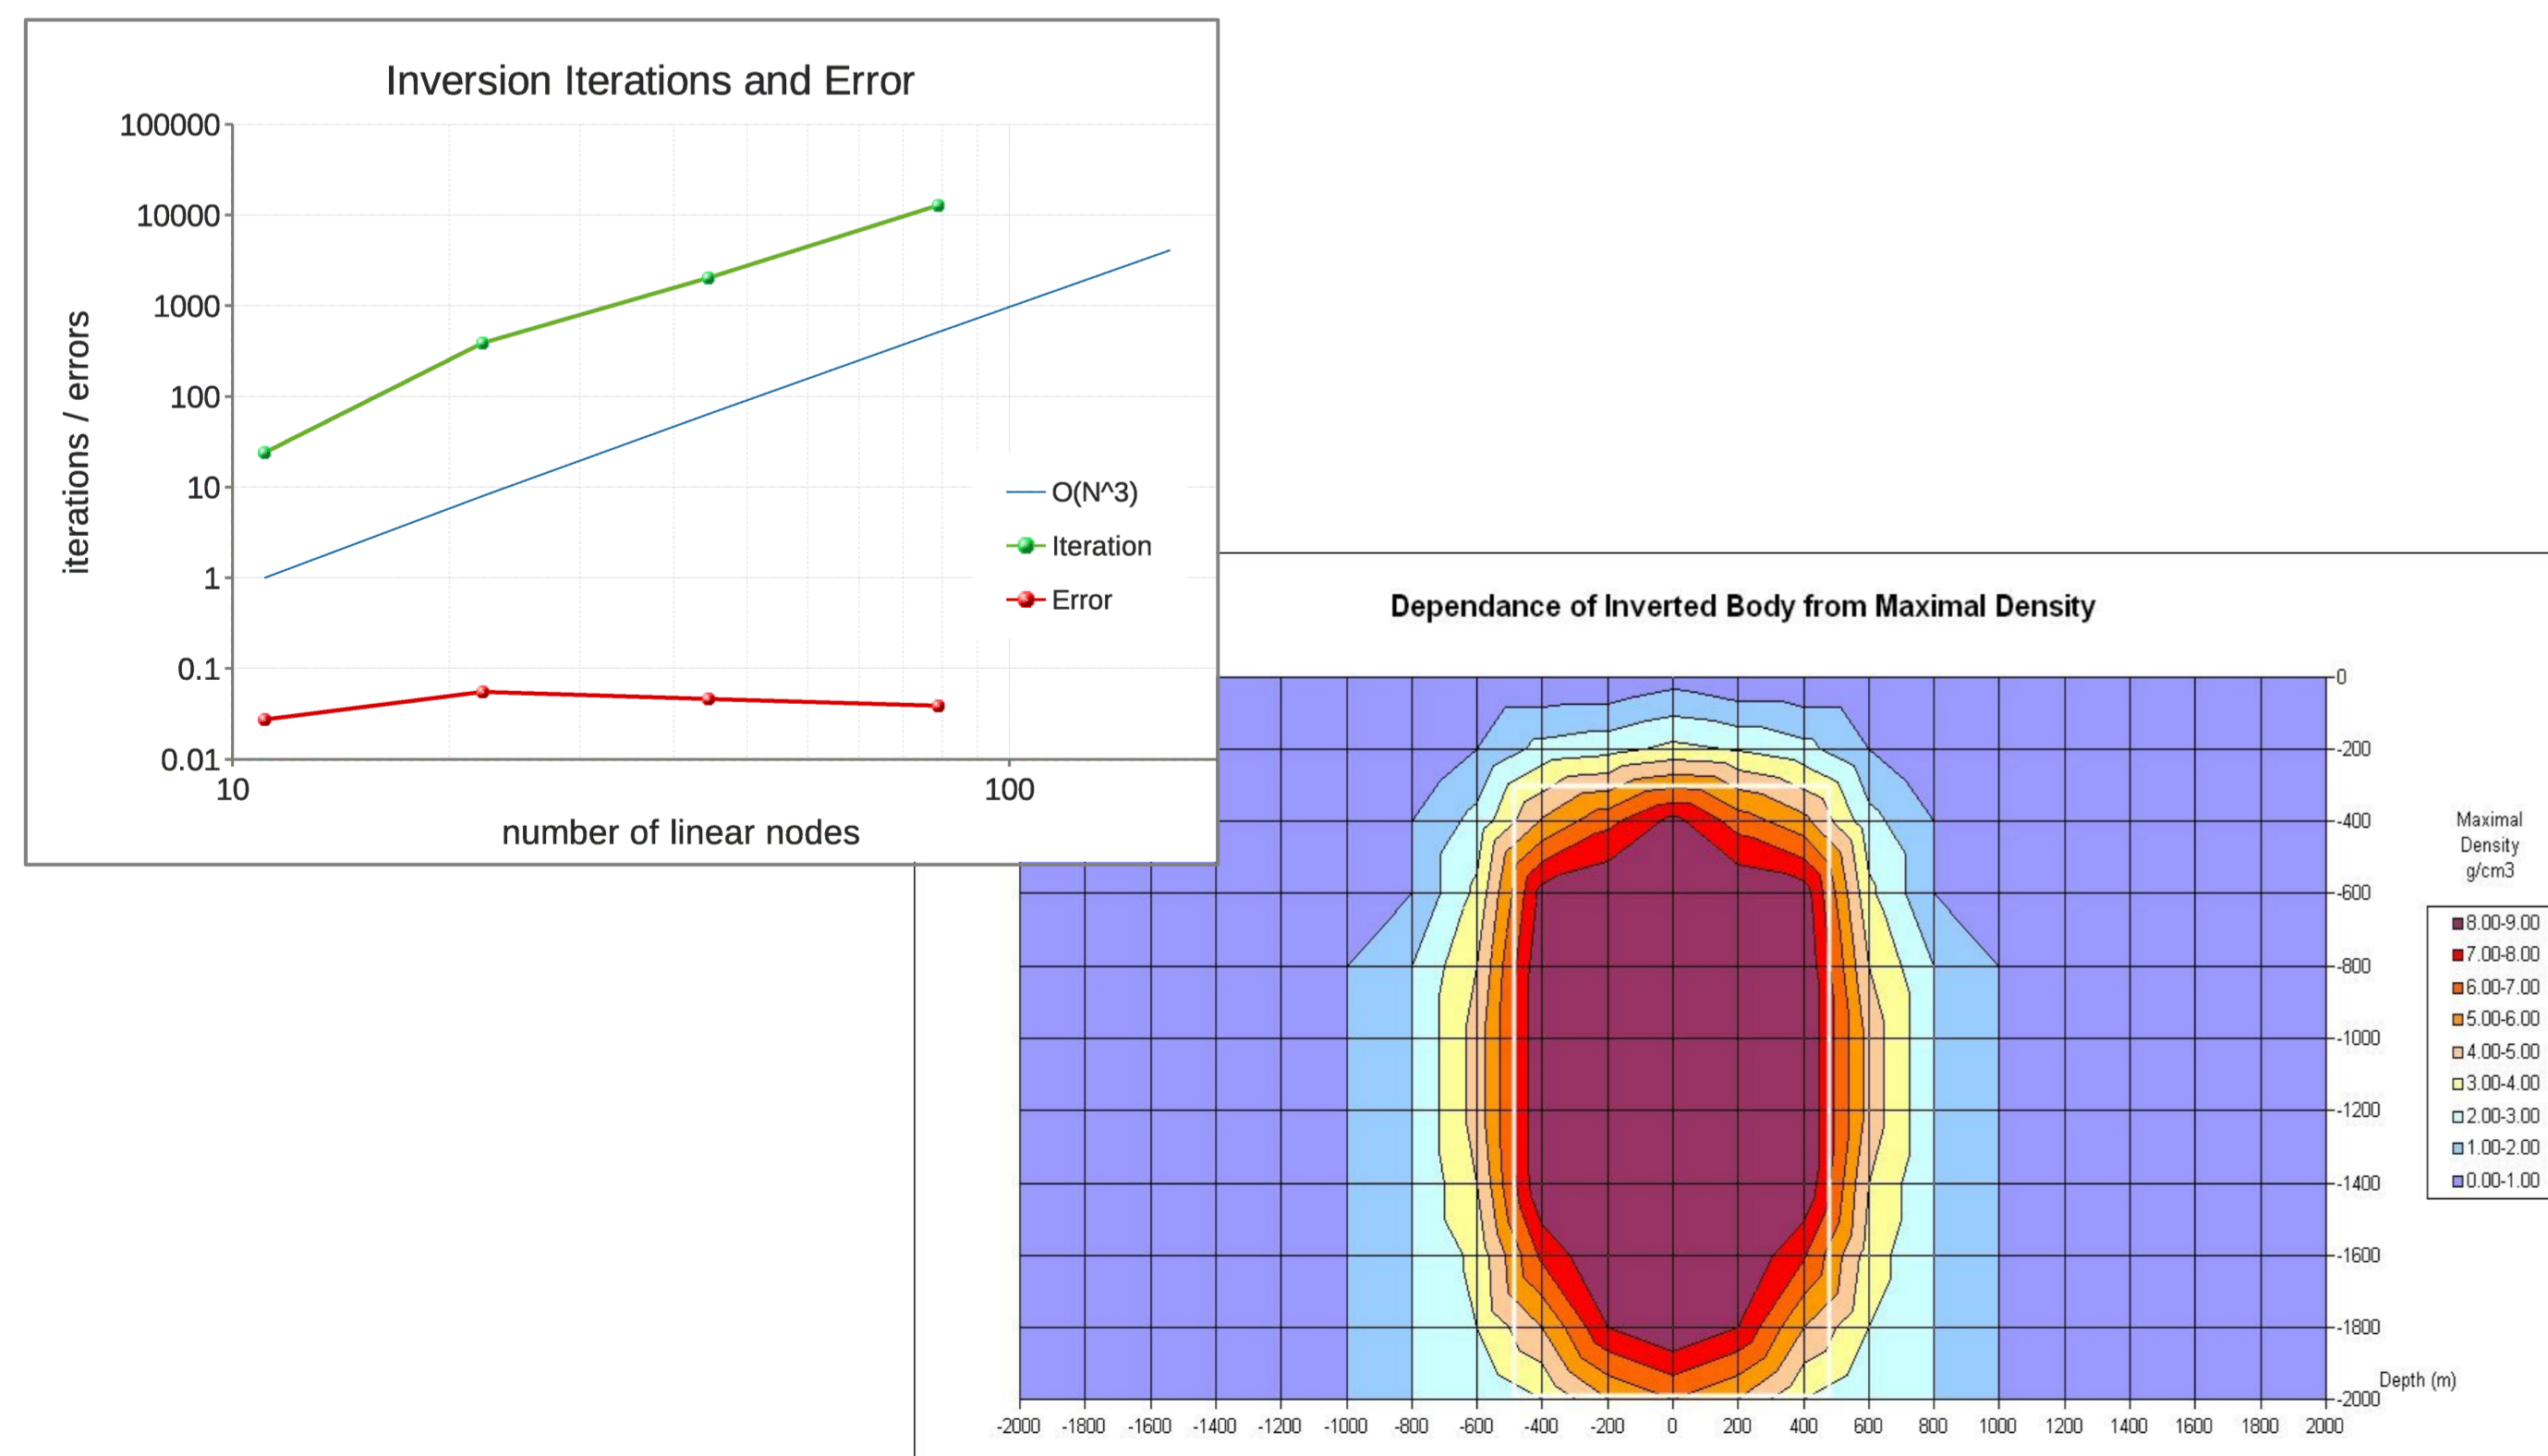 Inversion Iterations and Error
100000
10000
1000
100
10
1
0.1
0.01
iterations / errors
10
100
number of linear nodes
O(N^3)
Iteration
Error
Dependance of Inverted Body from Maximal Density
0
-200
-400
-600
-800
-1000
-1200
-1400
-1600
-1800
-2000
Depth (m)
-2000 -1800 -1600 -1400 -1200 -1000 -800 -600 -400 -200 0 200 400 600 800 1000 1200 1400 1600 1800 2000
Maximal
Density
g/cm3
8.00-9.00
7.00-8.00
6.00-7.00
5.00-6.00
4.00-5.00
3.00-4.00
2.00-3.00
1.00-2.00
0.00-1.00